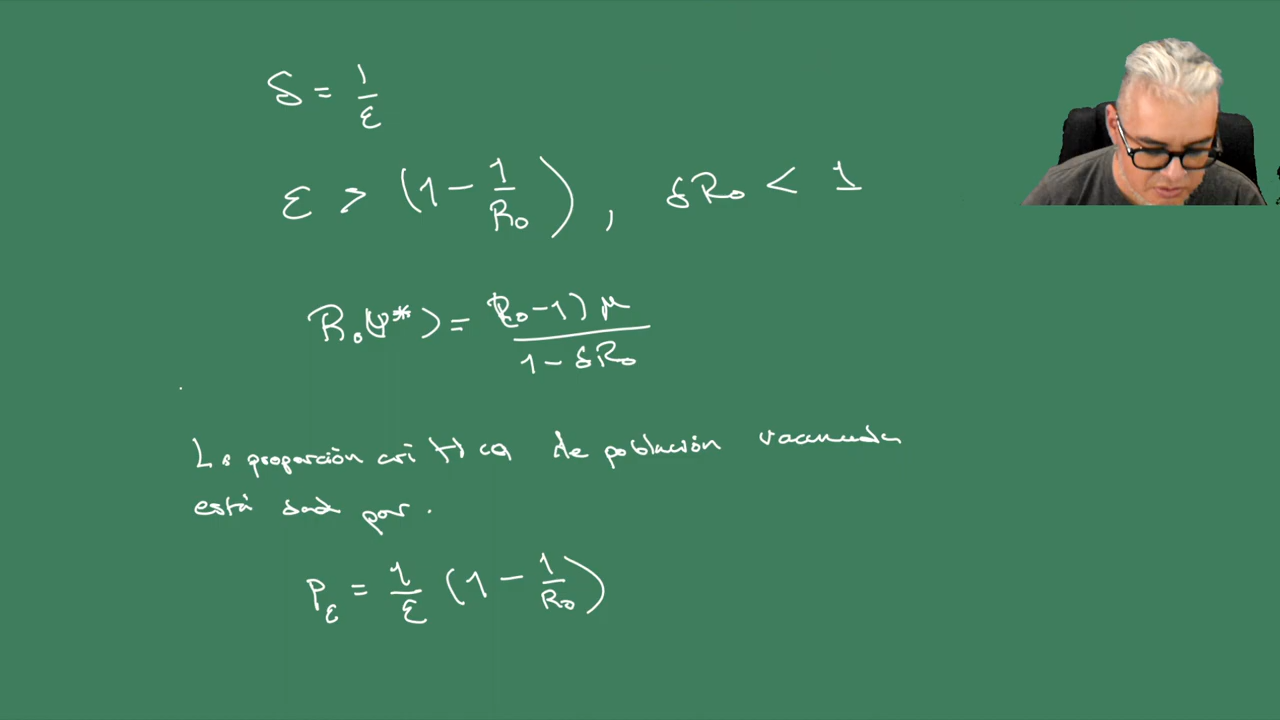 δ = 1/ε
ε > (1 - 1/R₀), δR₀ < 1
R₀(φ*) = (R₀-1)μ / 1-δR₀
La proporción crítica de población vacunada
está dada por.
p_ε = 1/ε (1 - 1/R₀)